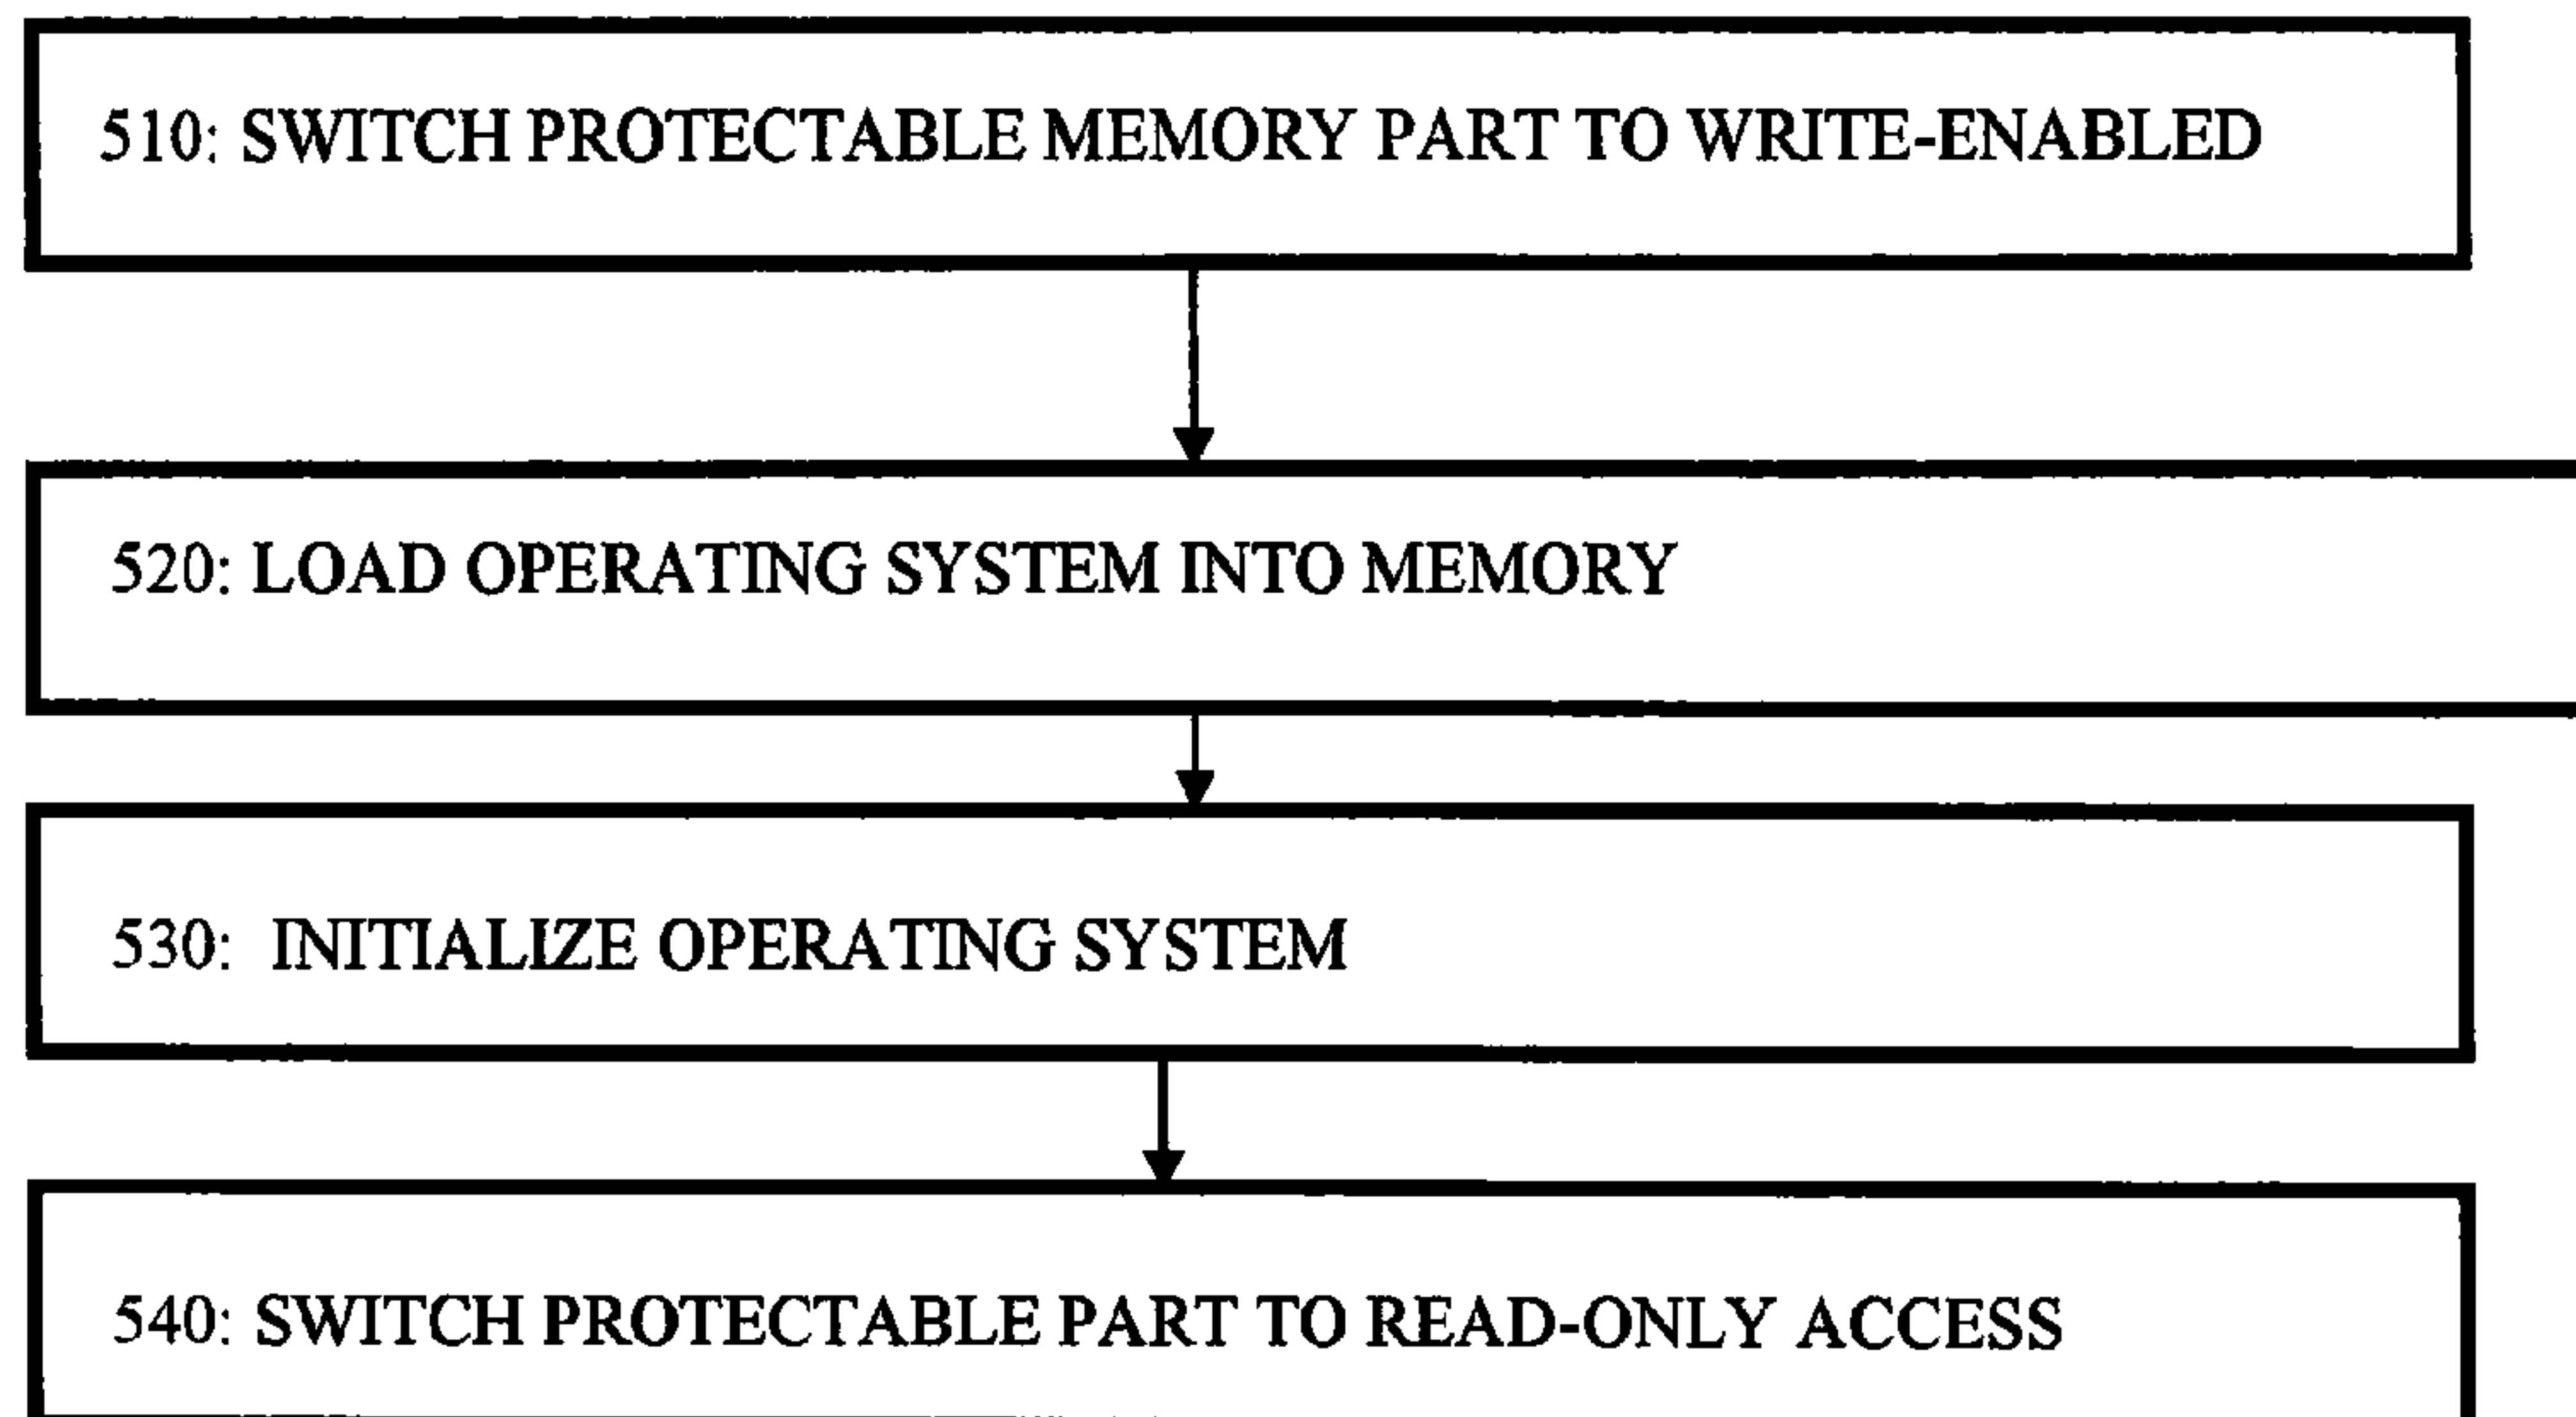 510: SWITCH PROTECTABLE MEMORY PART TO WRITE-ENABLED
520: LOAD OPERATING SYSTEM INTO MEMORY
530: INITIALIZE OPERATING SYSTEM
540: SWITCH PROTECTABLE PART TO READ-ONLY ACCESS